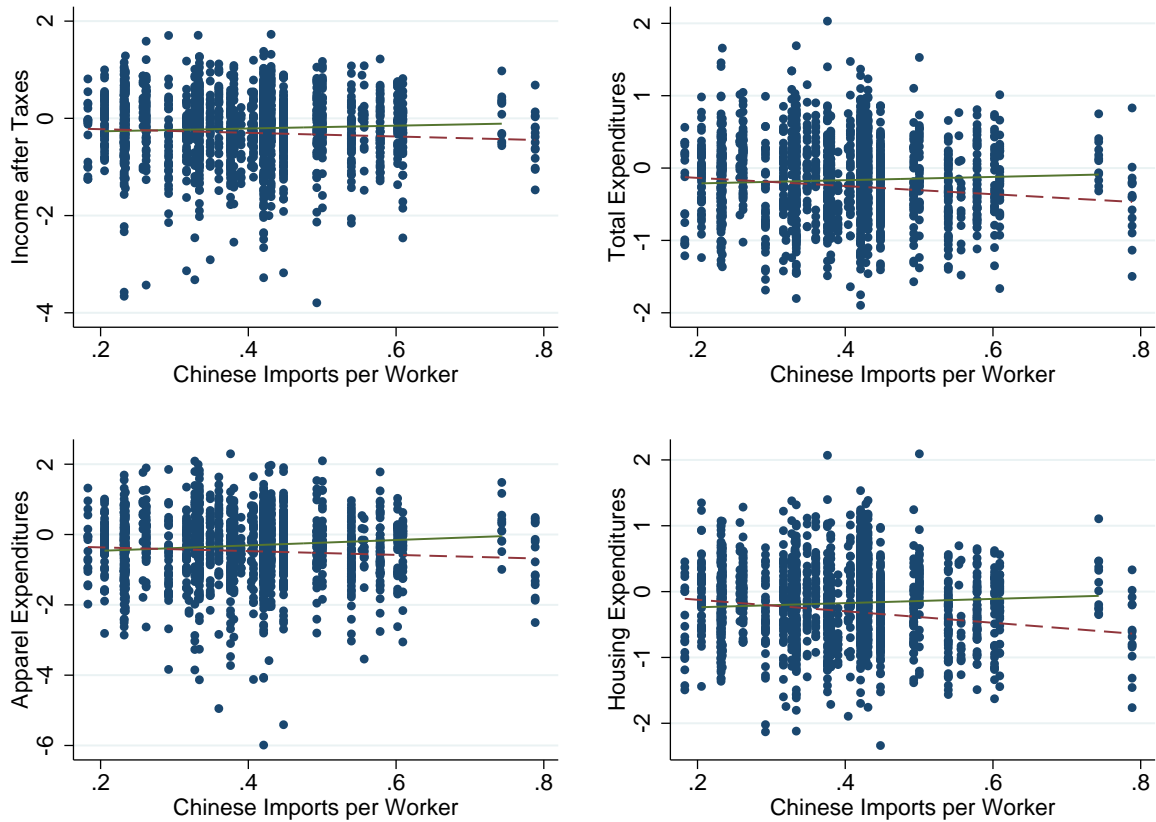 Income after Taxes
2
0
-2
-4
.2 .4 .6 .8
Chinese Imports per Worker
Total Expenditures
2
1
0
-1
-2
.2 .4 .6 .8
Chinese Imports per Worker
Apparel Expenditures
2
0
-2
-4
-6
.2 .4 .6 .8
Chinese Imports per Worker
Housing Expenditures
2
1
0
-1
-2
.2 .4 .6 .8
Chinese Imports per Worker